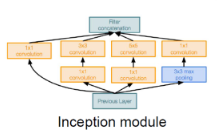 Filter
concatenation
1x1
convolution
3x3
convolution
5x5
convolution
1x1
convolution
1x1
convolution
1x1
convolution
3x3 max
pooling
Previous Layer
Inception module